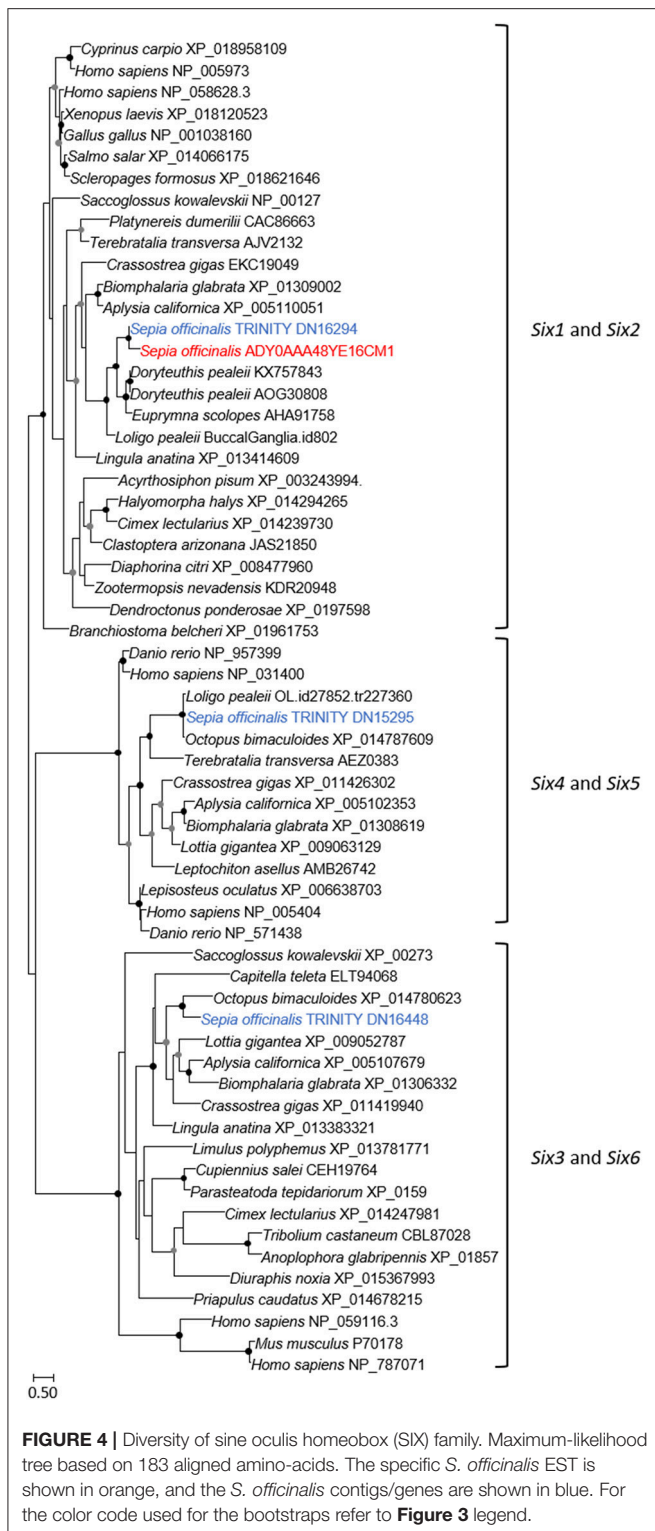 Cyprinus carpio XP_018958109
Homo sapiens NP_005973
Homo sapiens NP_058628.3
Xenopus laevis XP_018120523
Gallus gallus NP_001038160
Salmo salar XP_014066175
Scleropages formosus XP_018621646
Saccoglossus kowalevskii NP_00127
Platynereis dumerilii CAC86663
Terebratalia transversa AJV2132
Crassostrea gigas EKC19049
Biomphalaria glabrata XP_01309002
Aplysia californica XP_005110051
Sepia officinalis TRINITY DN16294
Sepia officinalis ADY0AAA48YE16CM1
Doryteuthis pealeii KX757843
Doryteuthis pealeii AOG30808
Euprymna scolopes AHA91758
Loligo pealeii BuccalGanglia.id802
Lingula anatina XP_013414609
Acyrthosiphon pisum XP_003243994.
Halyomorpha halys XP_014294265
Cimex lectularius XP_014239730
Clastoptera arizonana JAS21850
Diaphorina citri XP_008477960
Zootermopsis nevadensis KDR20948
Dendroctonus ponderosae XP_0197598
Branchiostoma belcheri XP_01961753
Six1 and Six2
Danio rerio NP_957399
Homo sapiens NP_031400
Loligo pealeii OL.id27852.tr227360
Sepia officinalis TRINITY DN15295
Octopus bimaculoides XP_014787609
Terebratalia transversa AEZ0383
Crassostrea gigas XP_011426302
Aplysia californica XP_005102353
Biomphalaria glabrata XP_01308619
Lottia gigantea XP_009063129
Leptochiton asellus AMB26742
Lepisosteus oculatus XP_006638703
Homo sapiens NP_005404
Danio rerio NP_571438
Six4 and Six5
Saccoglossus kowalevskii XP_00273
Capitella teleta ELT94068
Octopus bimaculoides XP_014780623
Sepia officinalis TRINITY DN16448
Lottia gigantea XP_009052787
Aplysia californica XP_005107679
Biomphalaria glabrata XP_01306332
Crassostrea gigas XP_011419940
Lingula anatina XP_013383321
Limulus polyphemus XP_013781771
Cupiennius salei CEH19764
Parasteatoda tepidariorum XP_0159
Cimex lectularius XP_014247981
Tribolium castaneum CBL87028
Anoplophora glabripennis XP_01857
Diuraphis noxia XP_015367993
Priapulus caudatus XP_014678215
Homo sapiens NP_059116.3
Mus musculus P70178
Homo sapiens NP_787071
Six3 and Six6
0.50
FIGURE 4 | Diversity of sine oculis homeobox (SIX) family. Maximum-likelihood
tree based on 183 aligned amino-acids. The specific S. officinalis EST is
shown in orange, and the S. officinalis contigs/genes are shown in blue. For
the color code used for the bootstraps refer to Figure 3 legend.